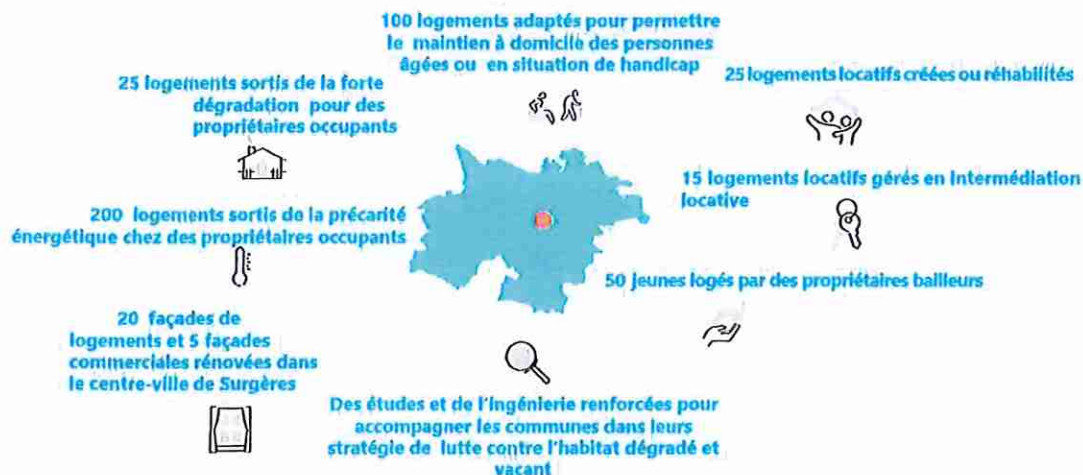 100 logements adaptés pour permettre
le maintien à domicile des personnes
âgées ou en situation de handicap
25 logements sortis de la forte
dégradation pour des
propriétaires occupants
25 logements locatifs créées ou réhabilités
15 logements locatifs gérés en Intermédiation
locative
200 logements sortis de la précarité
énergétique chez des propriétaires occupants
50 jeunes logés par des propriétaires bailleurs
20 façades de
logements et 5 façades
commerciales rénovées dans
le centre-ville de Surgères
Des études et de l'ingénierie renforcées pour
accompagner les communes dans leurs
stratégie de lutte contre l'habitat dégradé et
vacant